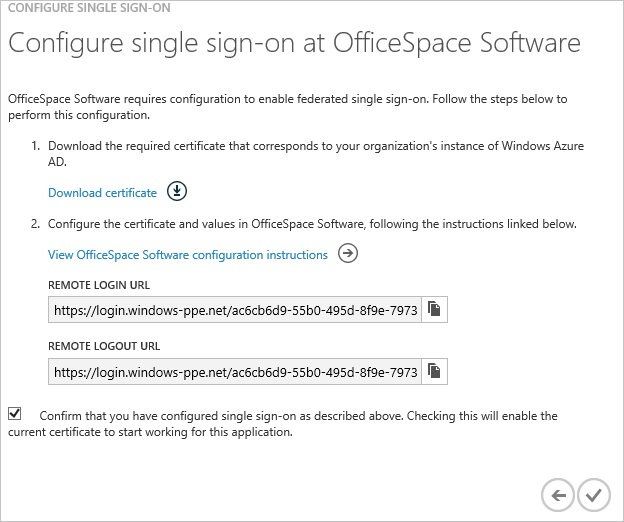 CONFIGURE SINGLE SIGN-ON
Configure single sign-on at OfficeSpace Software
OfficeSpace Software requires configuration to enable federated single sign-on. Follow the steps below to
perform this configuration.
1. Download the required certificate that corresponds to your organization's instance of Windows Azure
AD.
Download certificate
2. Configure the certificate and values in OfficeSpace Software, following the instructions linked below.
View OfficeSpace Software configuration instructions
REMOTE LOGIN URL
https://login.windows-ppe.net/ac6cb6d9-55b0-495d-8f9e-7973
REMOTE LOGOUT URL
https://login.windows-ppe.net/ac6cb6d9-55b0-495d-8f9e-7973
Confirm that you have configured single sign-on as described above. Checking this will enable the
current certificate to start working for this application.